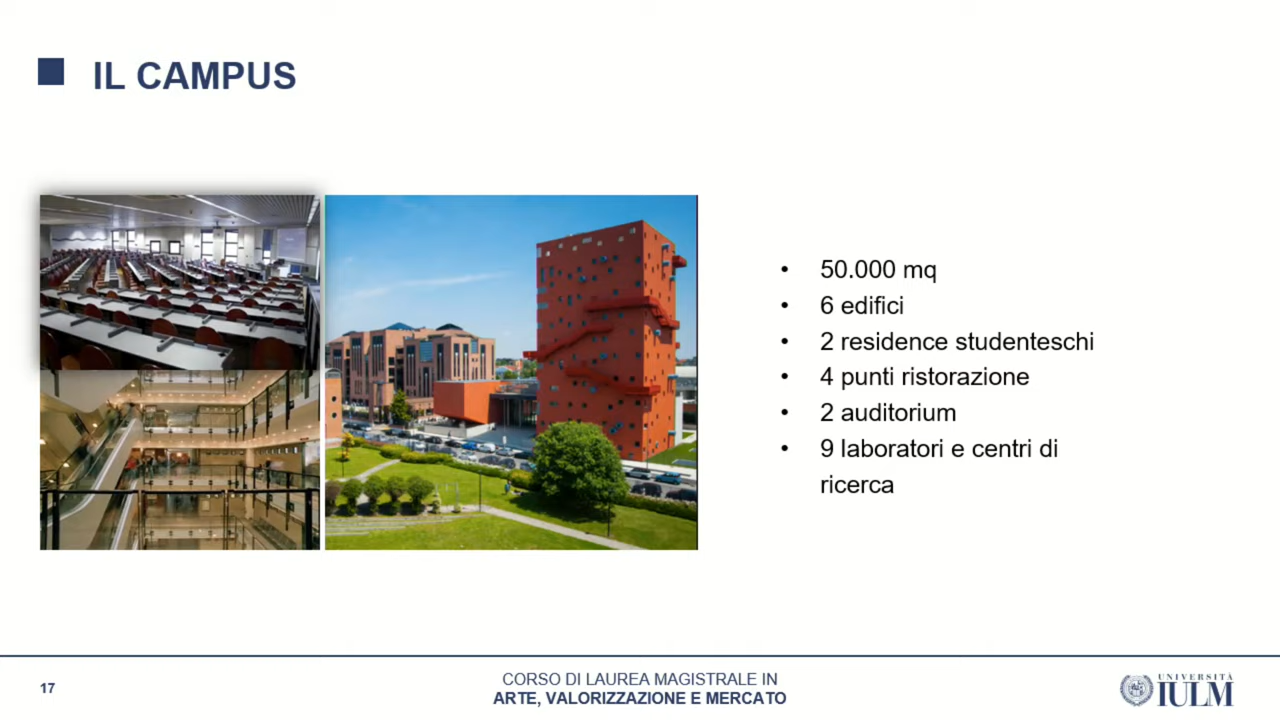 IL CAMPUS
• 50.000 mq
• 6 edifici
• 2 residence studenteschi
• 4 punti ristorazione
• 2 auditorium
• 9 laboratori e centri di
ricerca
17
CORSO DI LAUREA MAGISTRALE IN
ARTE, VALORIZZAZIONE E MERCATO
UNIVERSITÀ
IULM